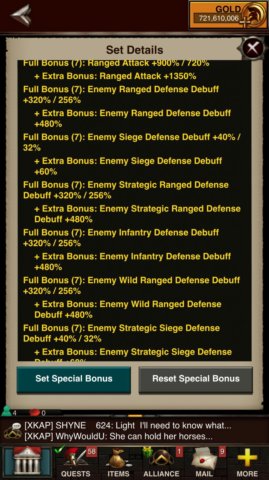 GOLD
721,610,006
Set Details
Full Bonus (7): Ranged Attack +900% / 720%
+ Extra Bonus: Ranged Attack +1350%
Full Bonus (7): Enemy Ranged Defense Debuff
+320% / 256%
+ Extra Bonus: Enemy Ranged Defense Debuff
+480%
Full Bonus (7): Enemy Siege Defense Debuff +40% /
32%
+ Extra Bonus: Enemy Siege Defense Debuff
+60%
Full Bonus (7): Enemy Strategic Ranged Defense
Debuff +320% / 256%
+ Extra Bonus: Enemy Strategic Ranged Defense
Debuff +480%
Full Bonus (7): Enemy Infantry Defense Debuff
+320% / 256%
+ Extra Bonus: Enemy Infantry Defense Debuff
+480%
Full Bonus (7): Enemy Wild Ranged Defense Debuff
+320% / 256%
+ Extra Bonus: Enemy Wild Ranged Defense
Debuff +480%
Full Bonus (7): Enemy Strategic Siege Defense
Debuff +40% / 32%
+ Extra Bonus: Enemy Strategic Siege Defense
Set Special Bonus
Reset Special Bonus
4
0
[XKAP] SHYNE 624: Light I'll need to know what...
[XKAP] WhyWouldU: She can hold her horses...
58
1
9
QUESTS
ITEMS
ALLIANCE
MAIL
MORE